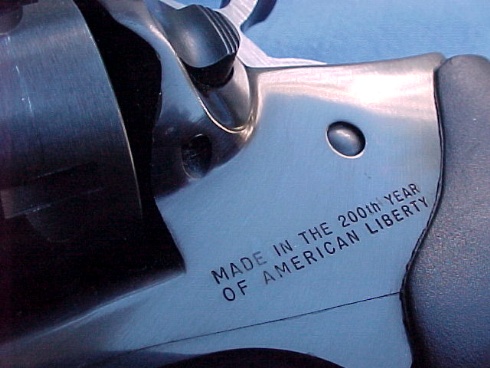 MADE IN THE 200th YEAR
OF AMERICAN LIBERTY